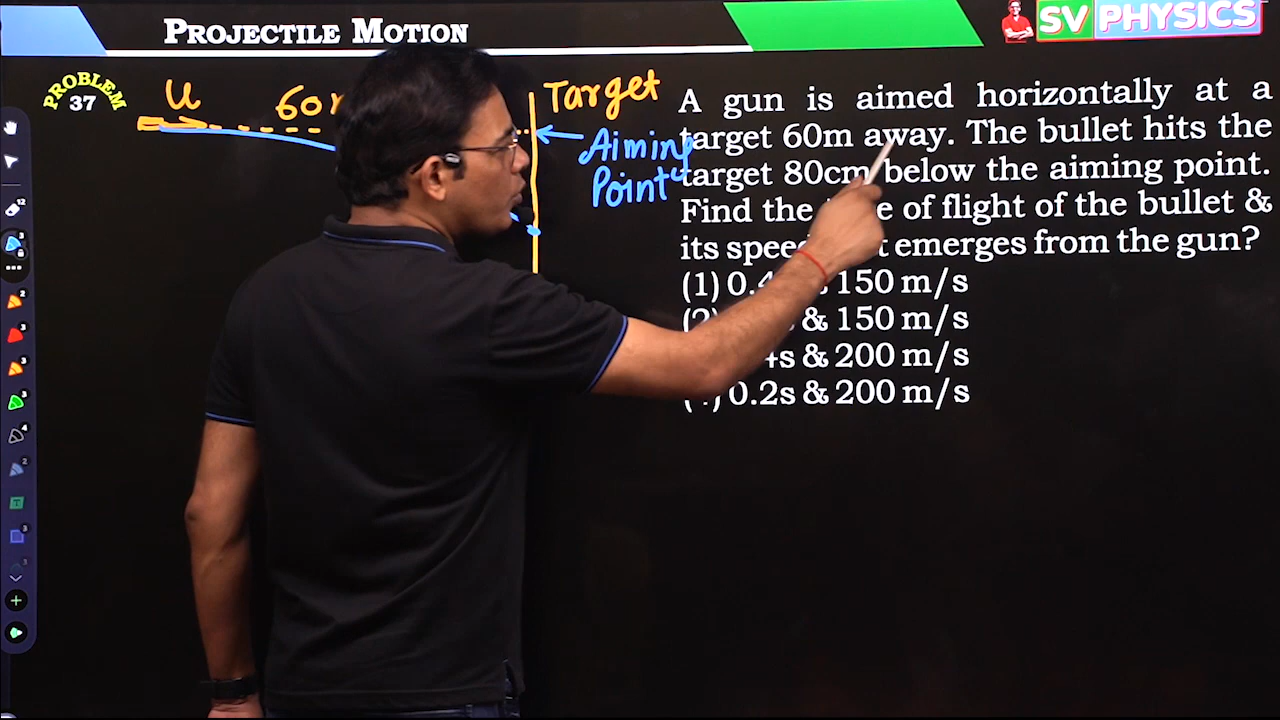 PROJECTILE MOTION
SV PHYSICS
PROBLEM
37
u
60
Target
Aiming
Point
A gun is aimed horizontally at a
target 60m away. The bullet hits the
target 80cm below the aiming point.
Find the of flight of the bullet &
its emerges from the gun?
(1) 150 m/s
& 150 m/s
& 200 m/s
0.2s & 200 m/s